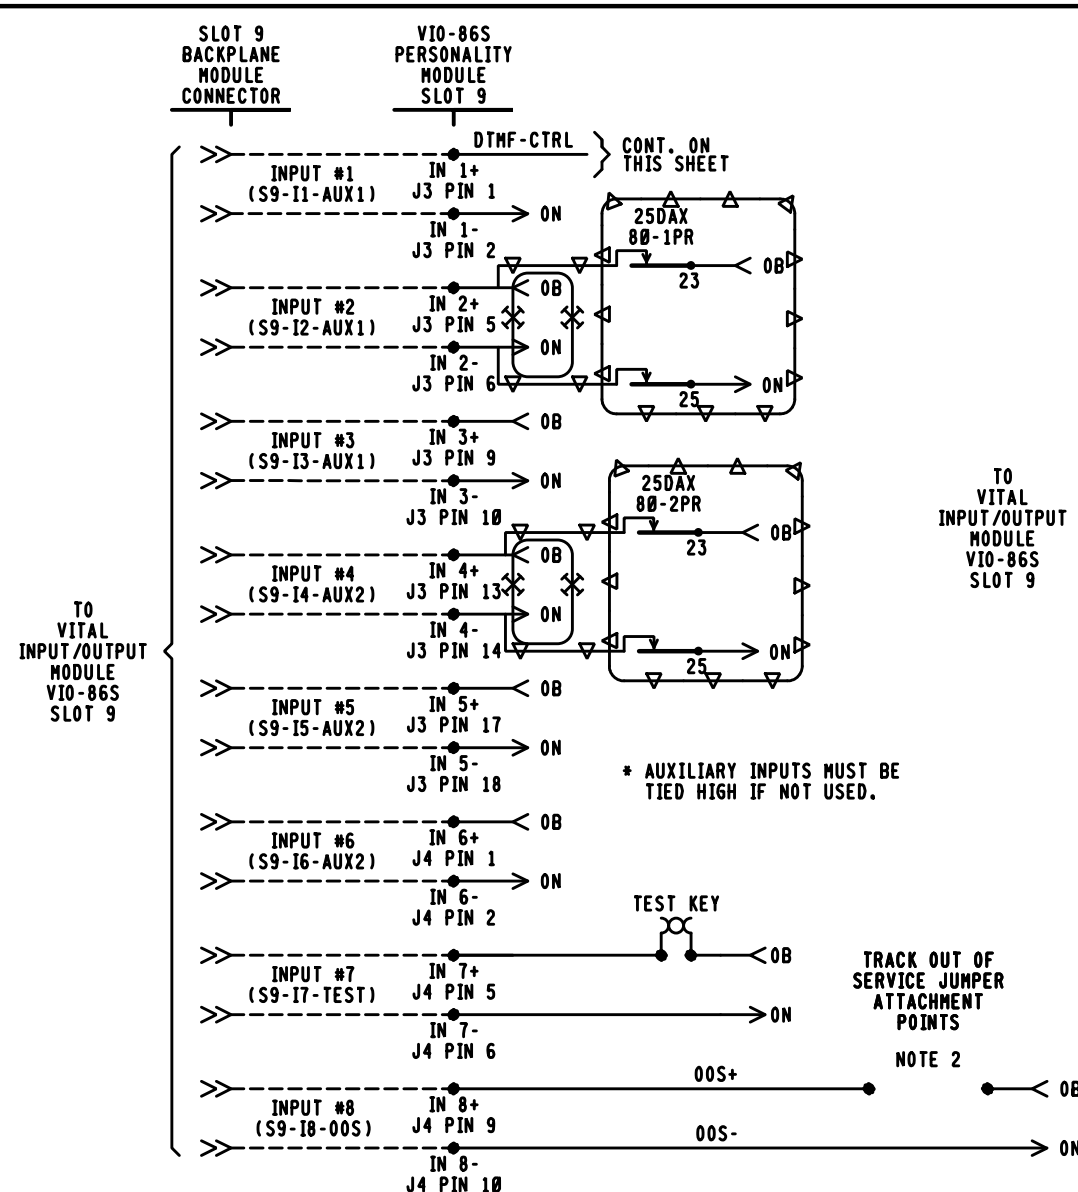 SLOT 9
BACKPLANE
MODULE
CONNECTOR
VIO-86S
PERSONALITY
MODULE
SLOT 9
DTMF-CTRL
CONT. ON
THIS SHEET
INPUT #1
(S9-I1-AUX1)
IN 1+
J3 PIN 1
ON
IN 1-
J3 PIN 2
25DAX
80-1PR
OB
23
INPUT #2
(S9-I2-AUX1)
OB
IN 2+
J3 PIN 5
ON
IN 2-
J3 PIN 6
ON
25
INPUT #3
(S9-I3-AUX1)
OB
IN 3+
J3 PIN 9
ON
IN 3-
J3 PIN 10
25DAX
80-2PR
OB
23
INPUT #4
(S9-I4-AUX2)
OB
IN 4+
J3 PIN 13
ON
IN 4-
J3 PIN 14
ON
25
TO
VITAL
INPUT/OUTPUT
MODULE
VIO-86S
SLOT 9
TO
VITAL
INPUT/OUTPUT
MODULE
VIO-86S
SLOT 9
INPUT #5
(S9-I5-AUX2)
OB
IN 5+
J3 PIN 17
ON
IN 5-
J3 PIN 18
* AUXILIARY INPUTS MUST BE
TIED HIGH IF NOT USED.
INPUT #6
(S9-I6-AUX2)
OB
IN 6+
J4 PIN 1
ON
IN 6-
J4 PIN 2
TEST KEY
INPUT #7
(S9-I7-TEST)
OB
IN 7+
J4 PIN 5
ON
IN 7-
J4 PIN 6
TRACK OUT OF
SERVICE JUMPER
ATTACHMENT
POINTS
NOTE 2
INPUT #8
(S9-I8-OOS)
OOS+
OB
IN 8+
J4 PIN 9
OOS-
ON
IN 8-
J4 PIN 10